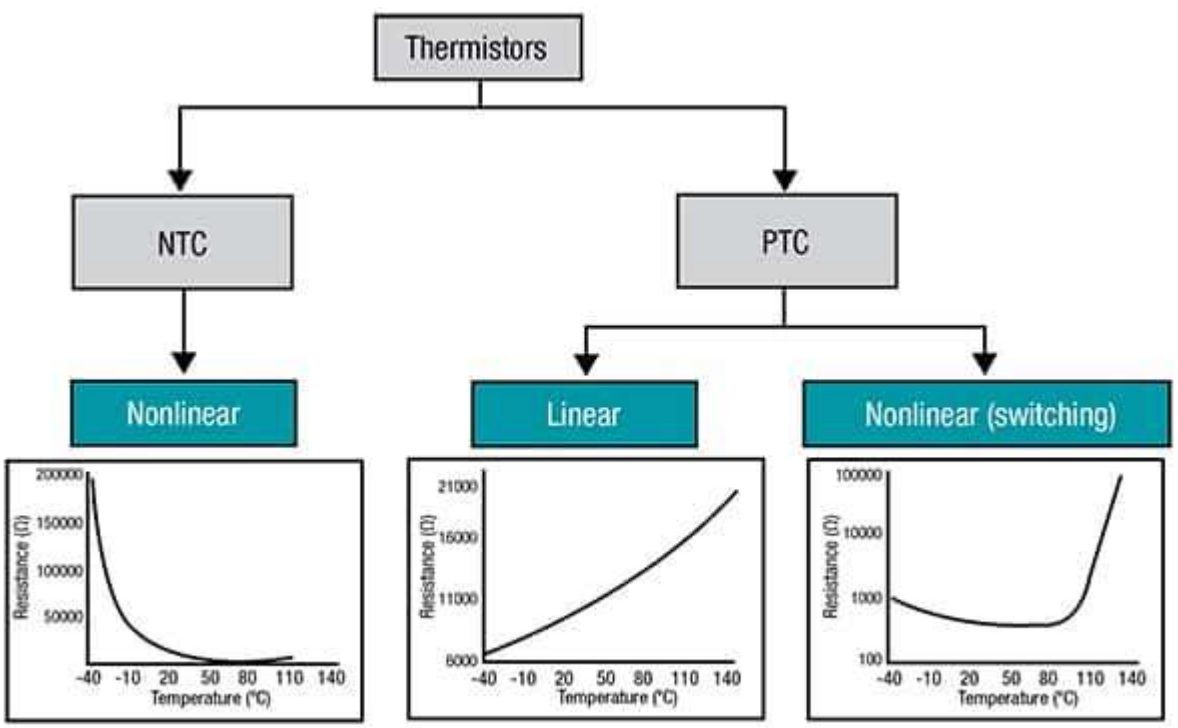 Thermistors
NTC
PTC
Nonlinear
Linear
Nonlinear (switching)
Resistance (Ω)
200000
150000
100000
50000
-40 -10 20 50 80 110 140
Temperature (°C)
Resistance (Ω)
21000
16000
11000
6000
-40 -10 20 50 80 110 140
Temperature (°C)
Resistance (Ω)
100000
10000
1000
100
-40 -10 20 50 80 110 140
Temperature (°C)